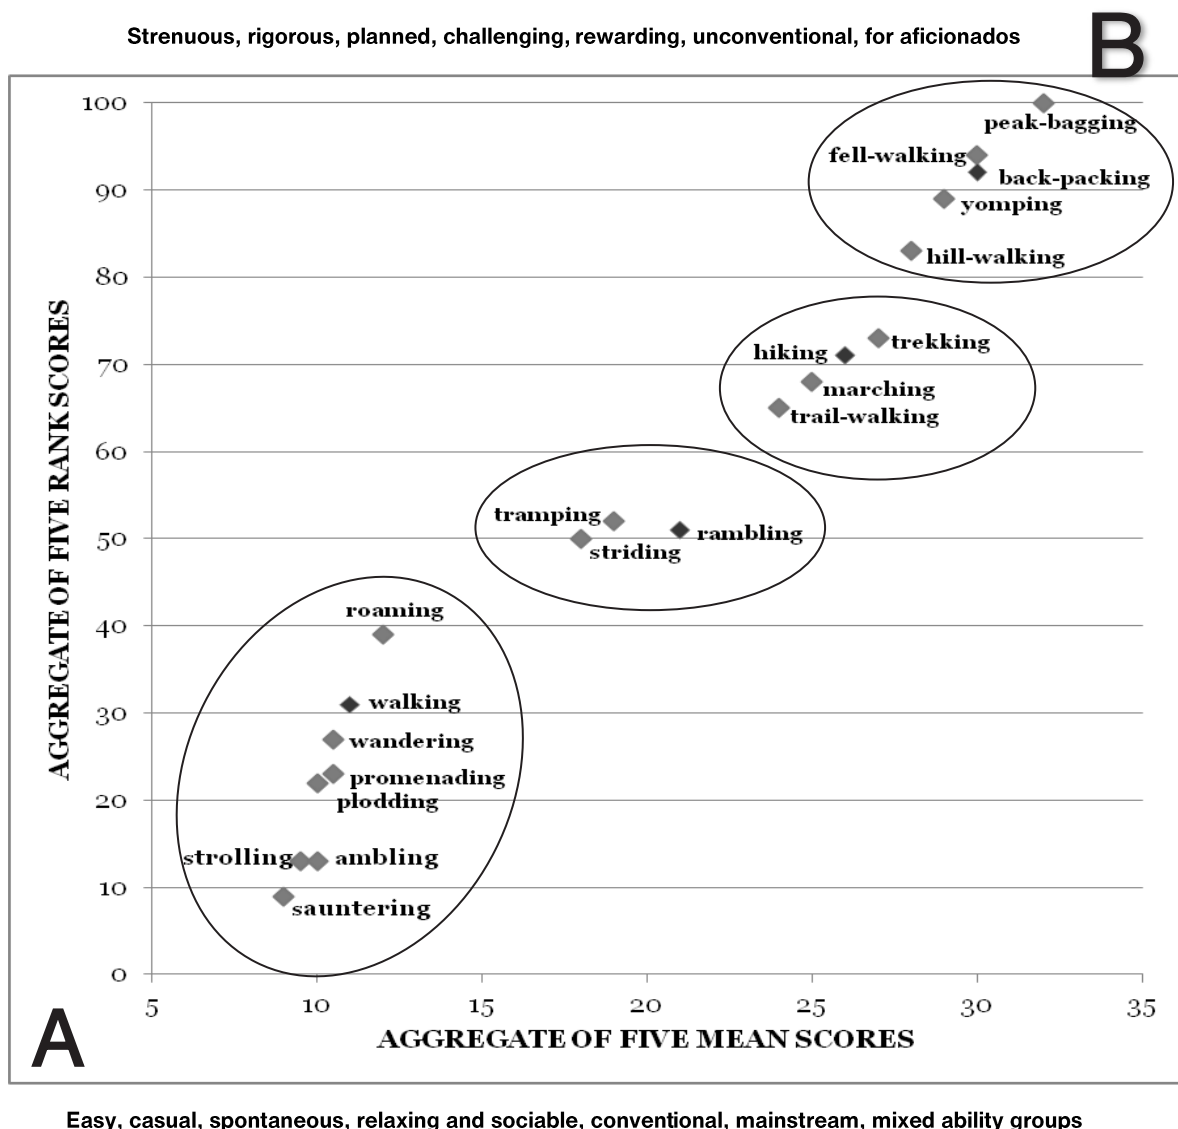 Strenuous, rigorous, planned, challenging, rewarding, unconventional, for aficionados
B
100
peak-bagging
fell-walking
back-packing
90
yomping
hill-walking
80
trekking
hiking
70
marching
trail-walking
60
tramping
rambling
50
striding
roaming
40
walking
30
wandering
promenading
plodding
20
strolling
ambling
10
sauntering
0
AGGREGATE OF FIVE RANK SCORES
5 10 15 20 25 30 35
AGGREGATE OF FIVE MEAN SCORES
A
Easy, casual, spontaneous, relaxing and sociable, conventional, mainstream, mixed ability groups